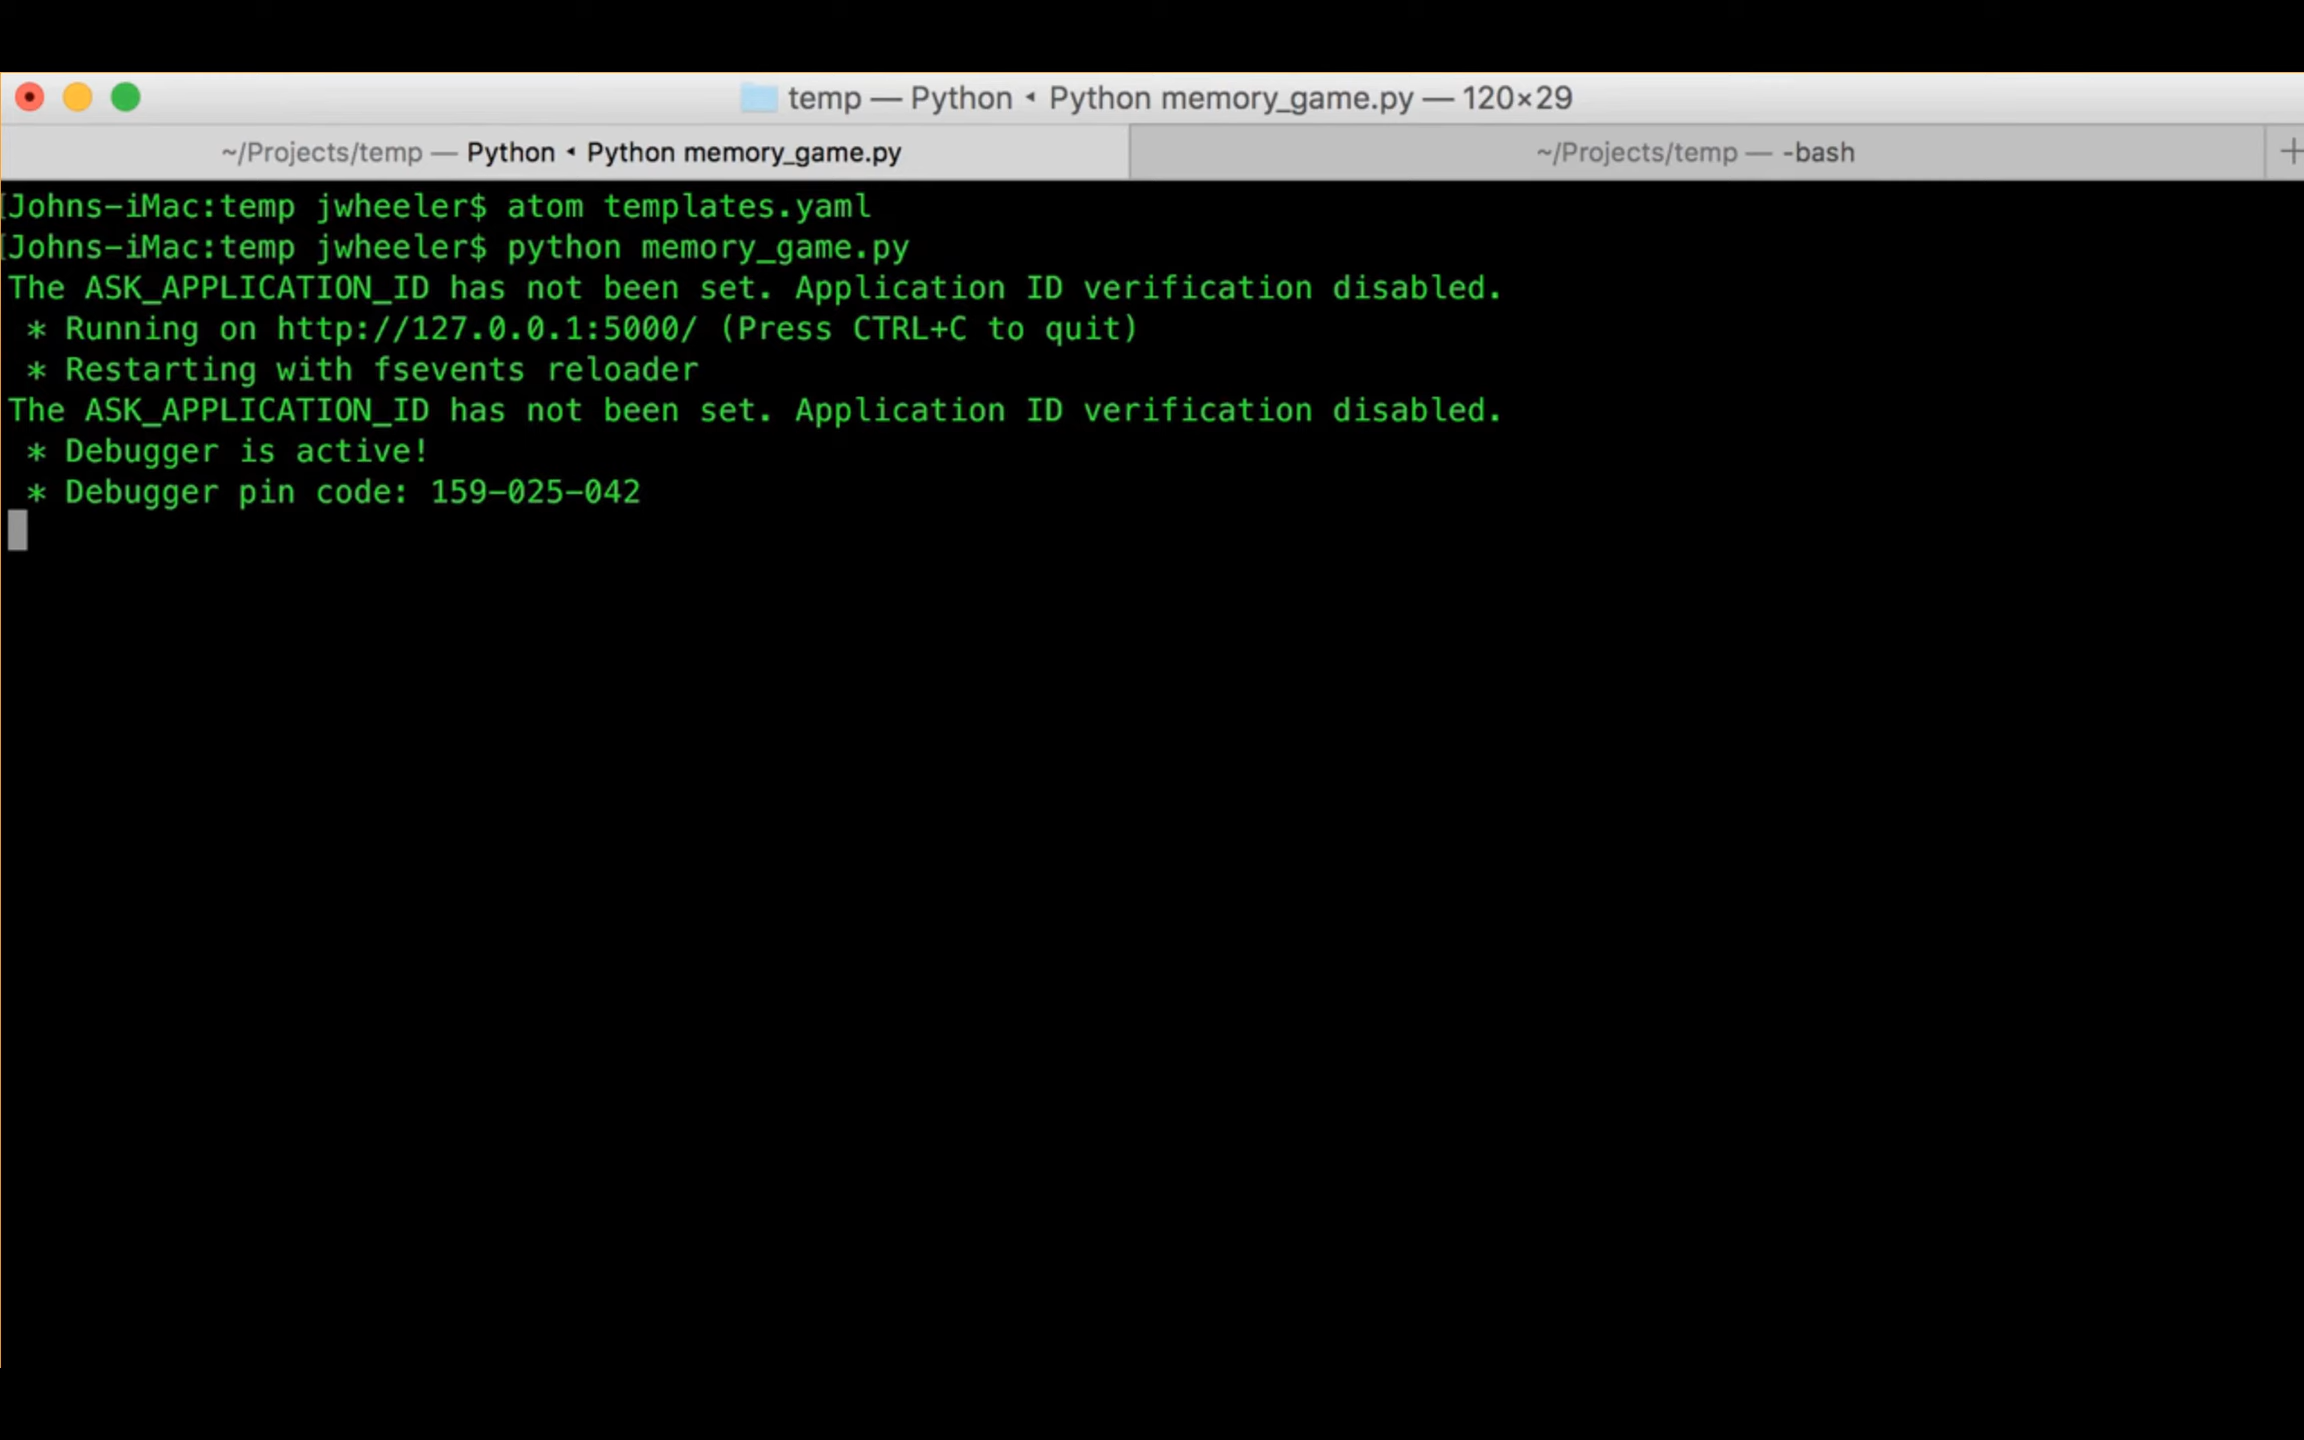 temp — Python ◂ Python memory_game.py — 120×29
~/Projects/temp — Python ◂ Python memory_game.py
~/Projects/temp — -bash
[Johns-iMac:temp jwheeler$ atom templates.yaml
[Johns-iMac:temp jwheeler$ python memory_game.py
The ASK_APPLICATION_ID has not been set. Application ID verification disabled.
 * Running on http://127.0.0.1:5000/ (Press CTRL+C to quit)
 * Restarting with fsevents reloader
The ASK_APPLICATION_ID has not been set. Application ID verification disabled.
 * Debugger is active!
 * Debugger pin code: 159-025-042